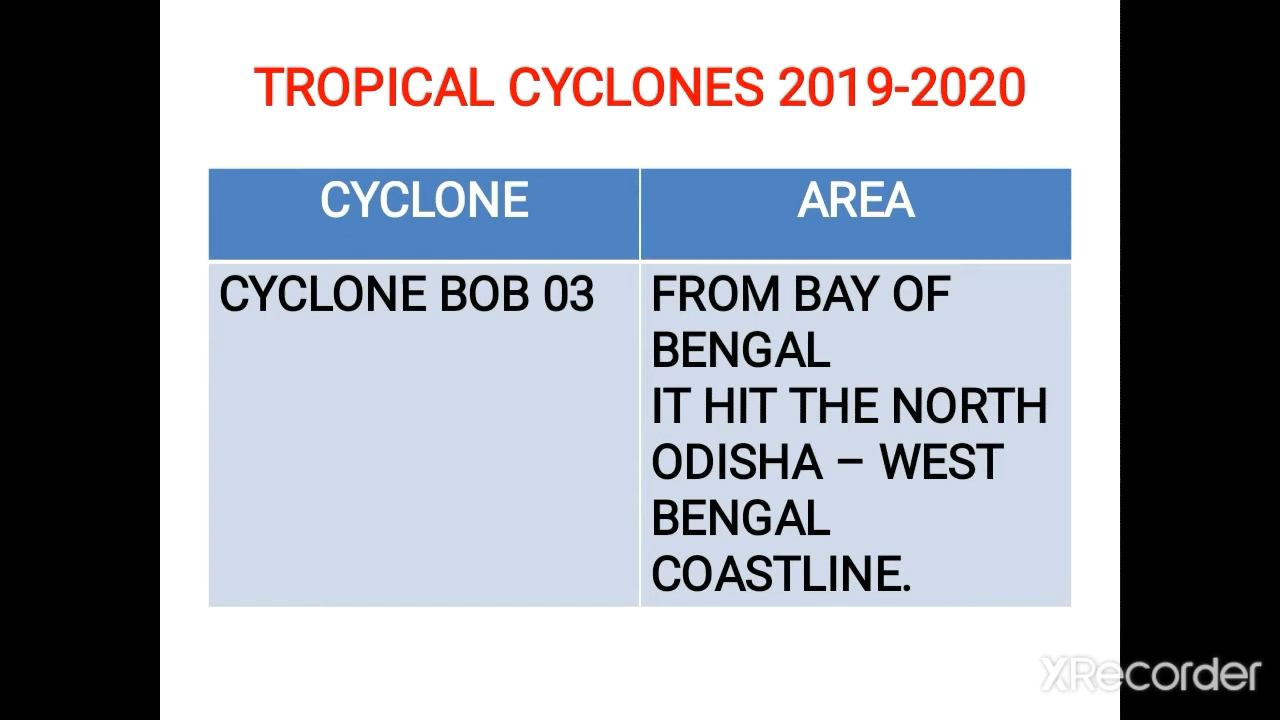 TROPICAL CYCLONES 2019-2020
CYCLONE
AREA
CYCLONE BOB 03
FROM BAY OF
BENGAL
IT HIT THE NORTH
ODISHA – WEST
BENGAL
COASTLINE.
XRecorder